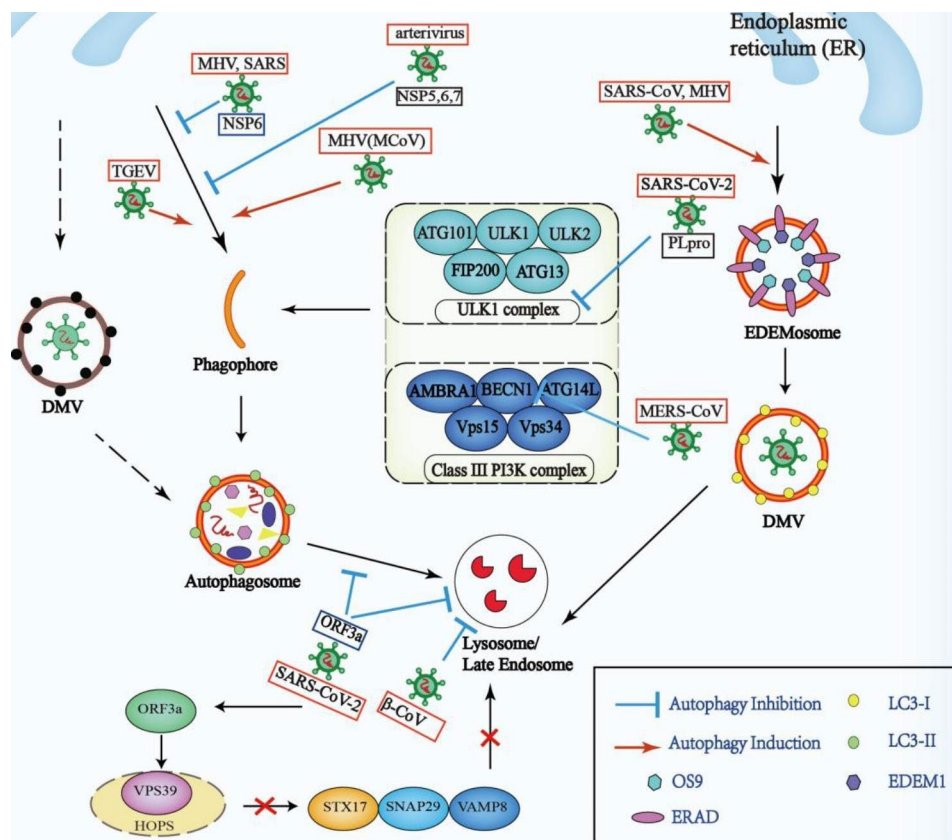 Endoplasmic
reticulum (ER)
arterivirus
NSP5,6,7
MHV, SARS
NSP6
MHV(MCoV)
TGEV
SARS-CoV, MHV
SARS-CoV-2
PLpro
ATG101
ULK1
ULK2
FIP200
ATG13
ULK1 complex
EDEMosome
Phagophore
DMV
AMBRA1
BECN1
ATG14L
Vps15
Vps34
Class III PI3K complex
MERS-CoV
DMV
Autophagosome
Lysosome/
Late Endosome
ORF3a
SARS-CoV-2
β-CoV
ORF3a
VPS39
HOPS
STX17
SNAP29
VAMP8
Autophagy Inhibition
LC3-I
Autophagy Induction
LC3-II
OS9
EDEM1
ERAD